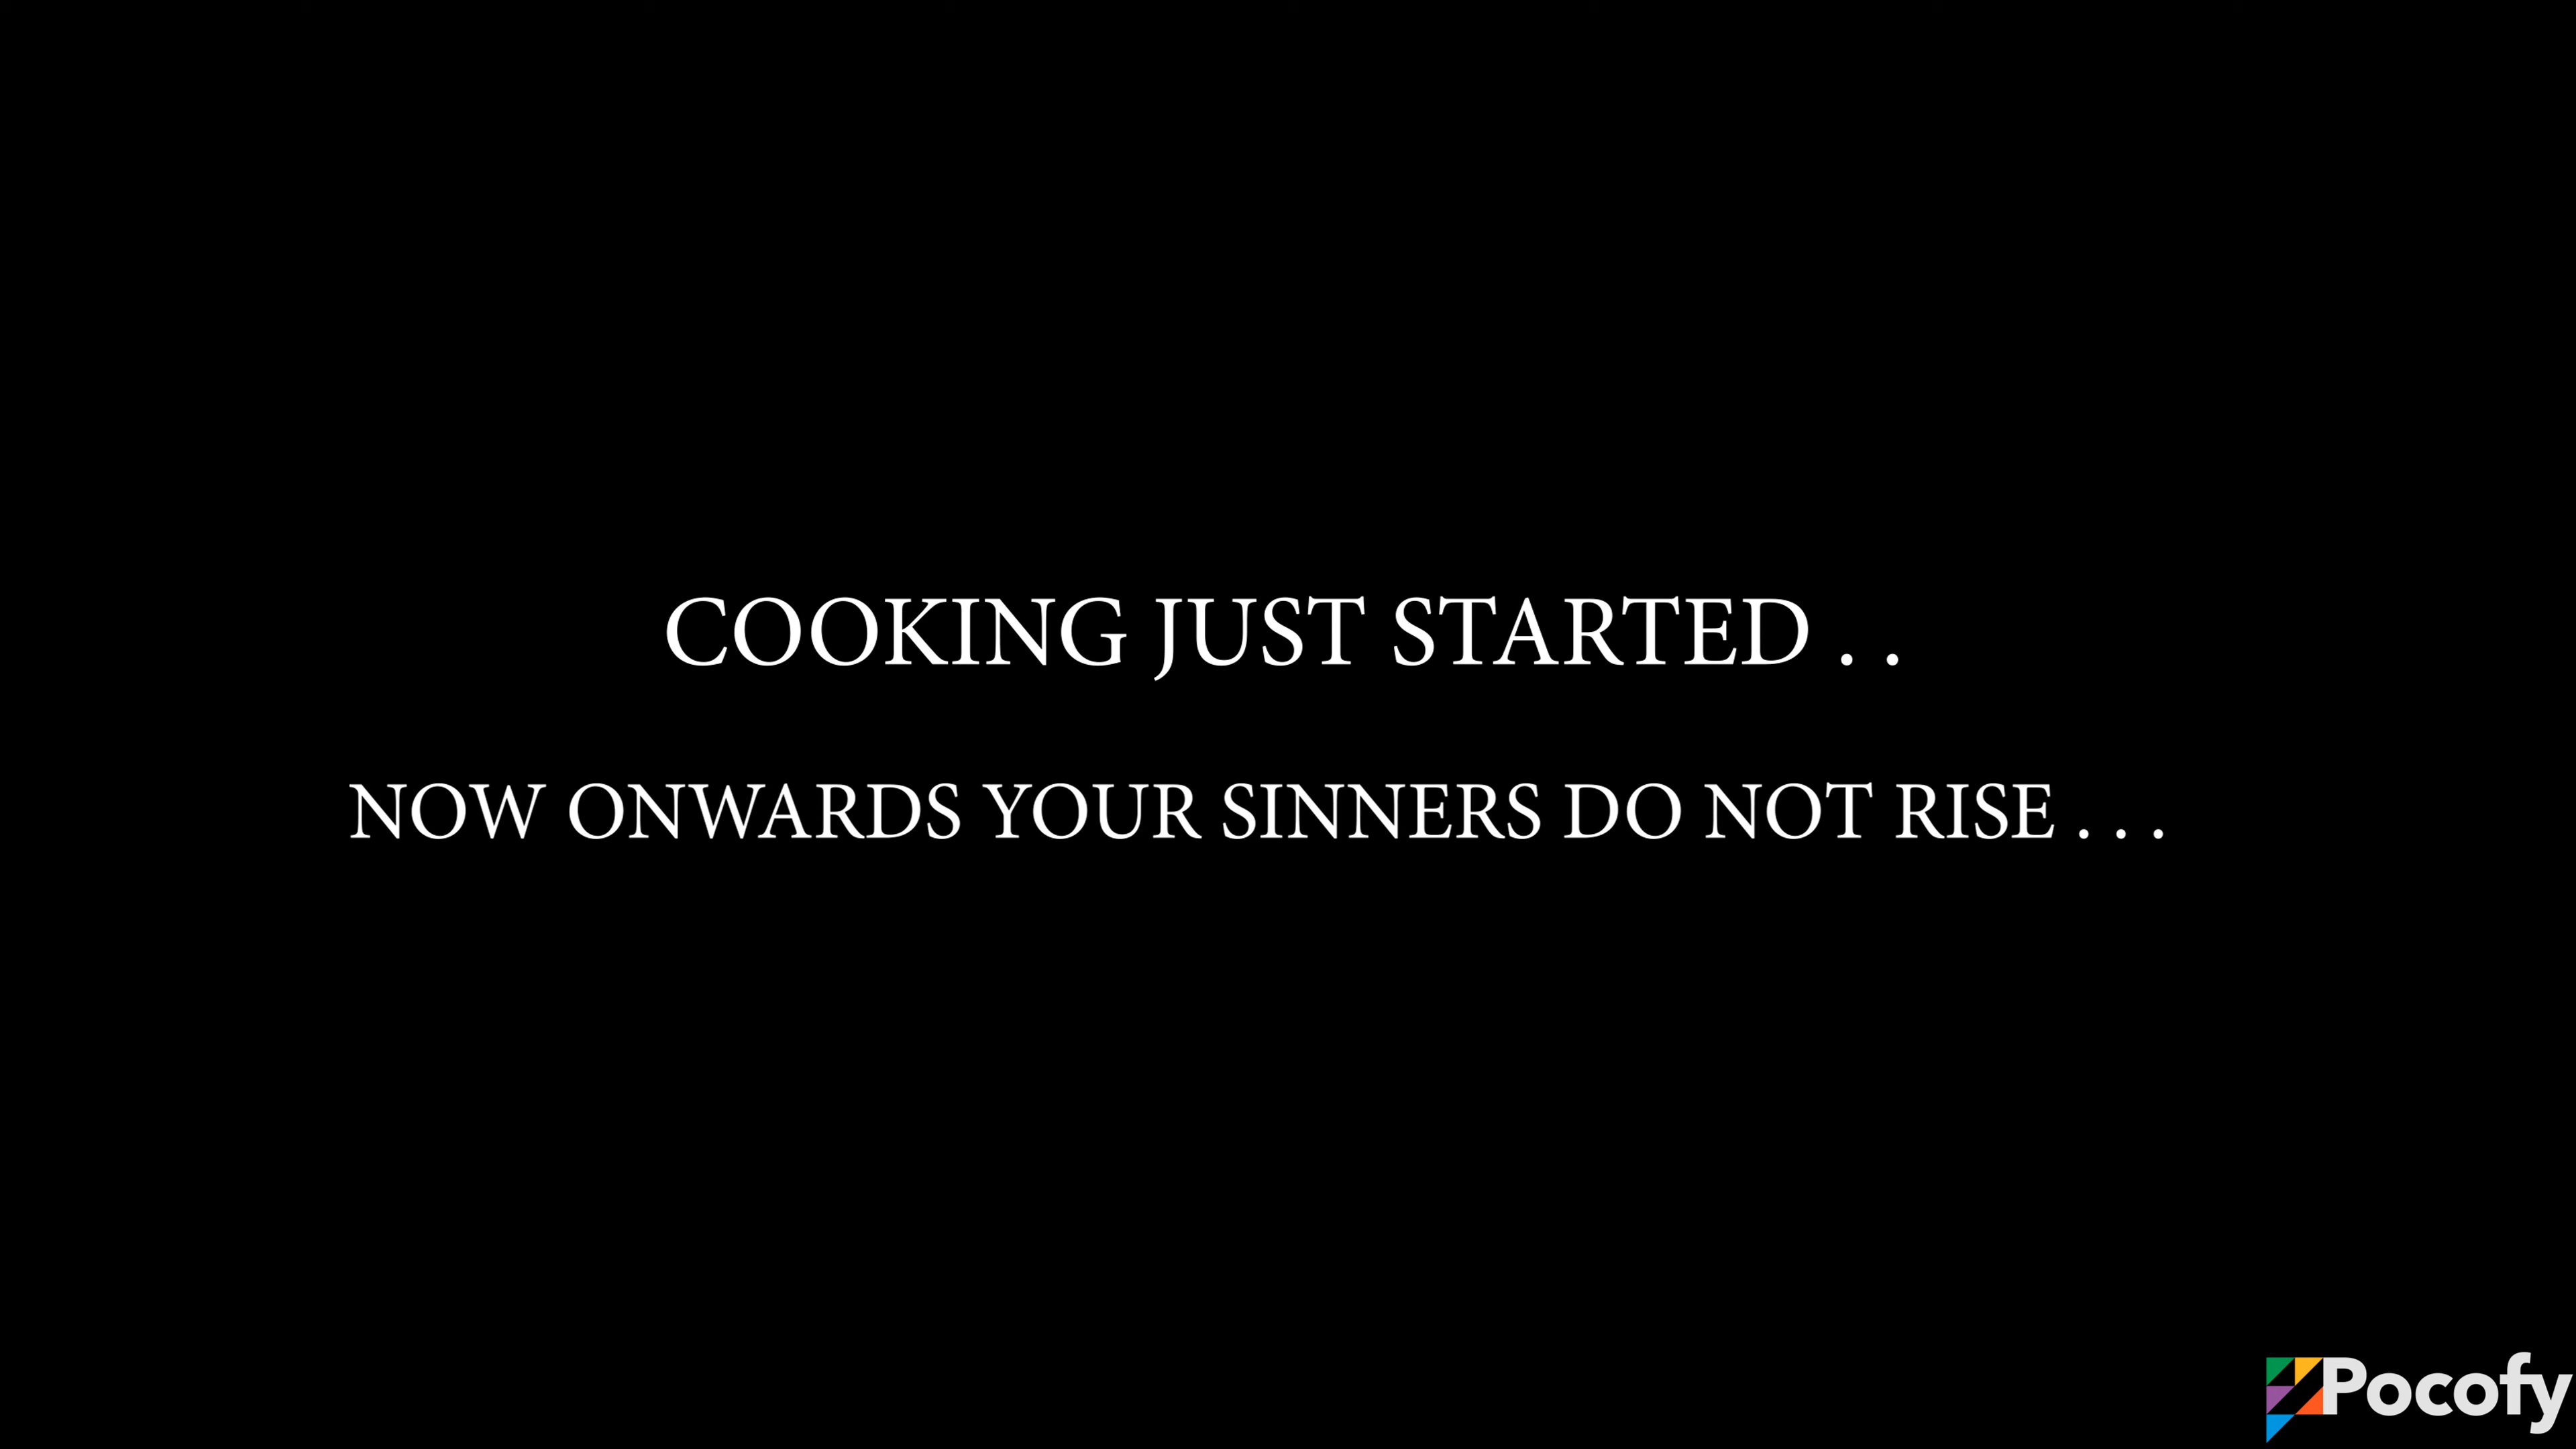 COOKING JUST STARTED . .
NOW ONWARDS YOUR SINNERS DO NOT RISE . . .
Pocofy